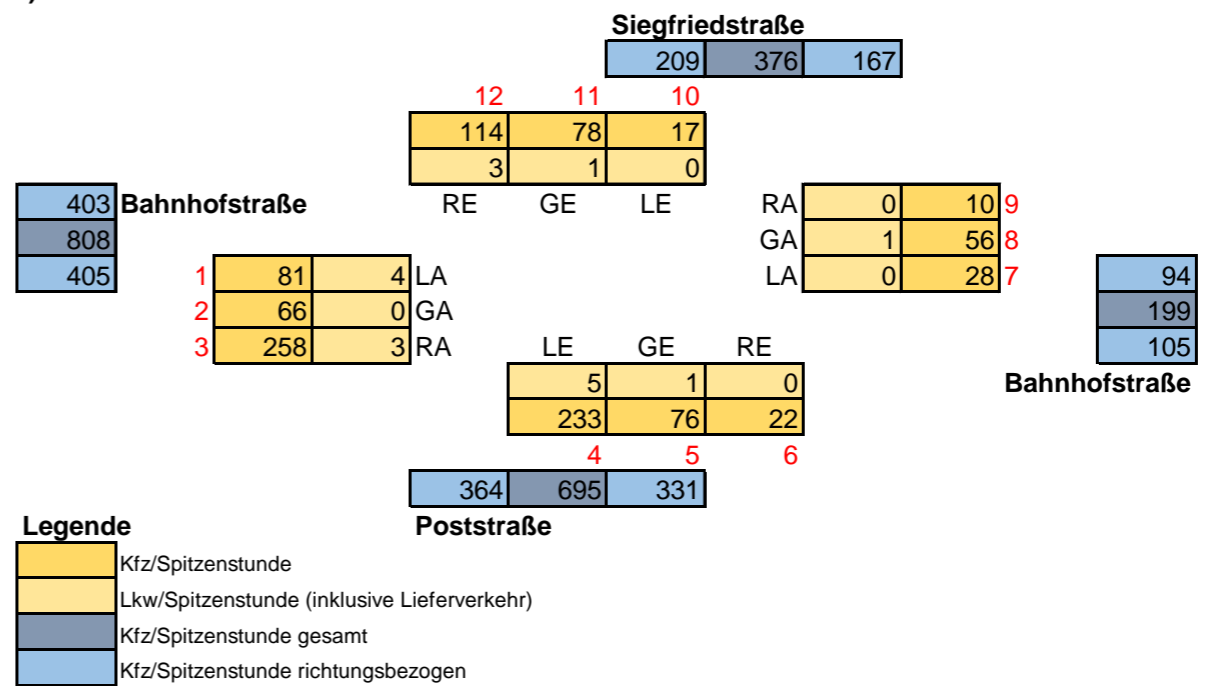 )
Siegfriedstraße
209 376 167
12 11 10
114 78 17
3 1 0
403 Bahnhofstraße RE GE LE RA 0 10 9
808 GA 1 56 8
405 1 81 4 LA LA 0 28 7 94
2 66 0 GA 199
3 258 3 RA LE GE RE 105
5 1 0 Bahnhofstraße
233 76 22
4 5 6
364 695 331
Legende Poststraße
Kfz/Spitzenstunde
Lkw/Spitzenstunde (inklusive Lieferverkehr)
Kfz/Spitzenstunde gesamt
Kfz/Spitzenstunde richtungsbezogen